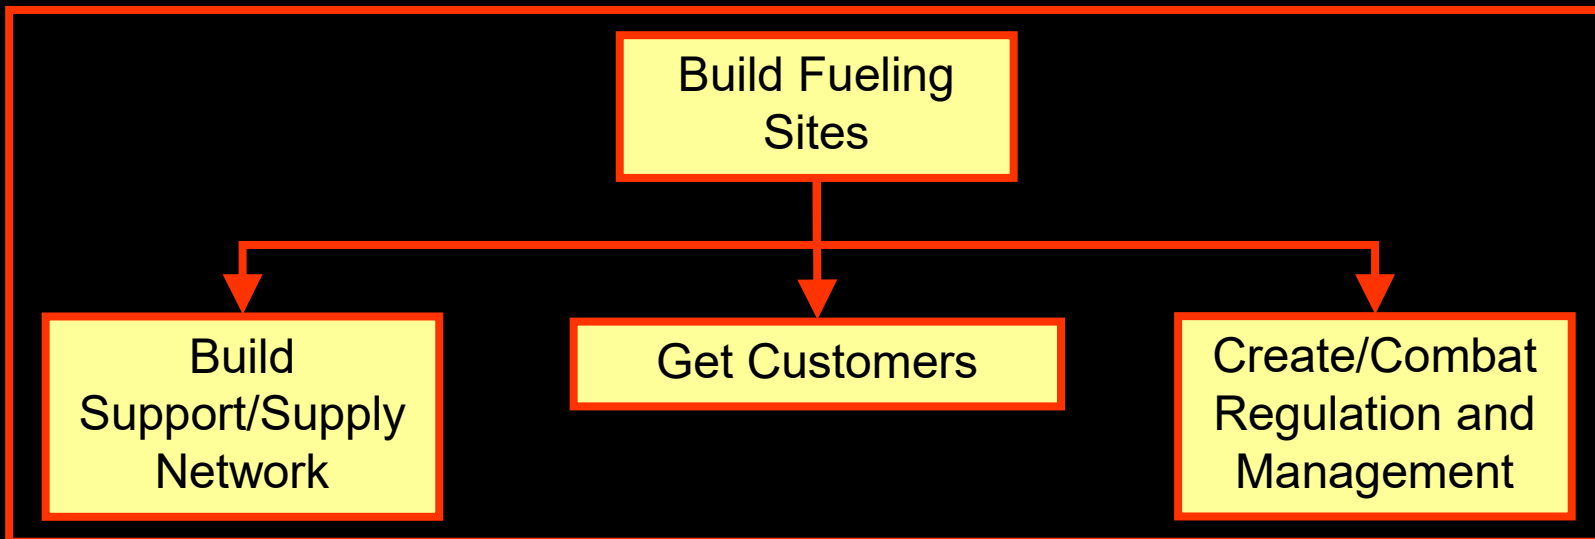 Build Fueling
Sites
Build
Support/Supply
Network
Get Customers
Create/Combat
Regulation and
Management